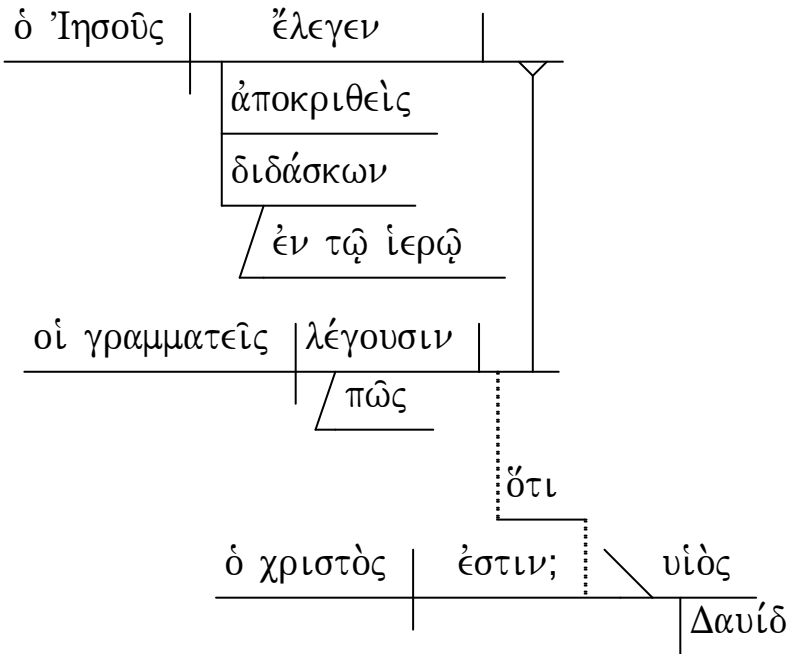 ὁ Ἰησοῦς ἔλεγεν
ἀποκριθεὶς
διδάσκων
ἐν τῷ ἱερῷ
οἱ γραμματεῖς λέγουσιν
πῶς
ὅτι
ὁ χριστὸς ἐστιν; υἱὸς
Δαυίδ